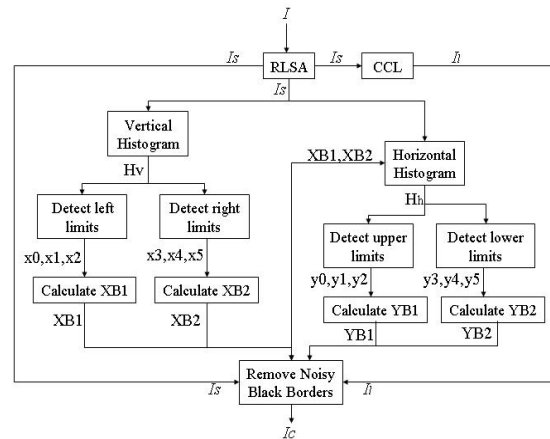 I
Is
RLSA
Is
CCL
Il
Is
Vertical
Histogram
XB1,XB2
Horizontal
Histogram
Hv
Hh
Detect left
limits
Detect right
limits
Detect upper
limits
Detect lower
limits
x0,x1,x2
x3,x4,x5
y0,y1,y2
y3,y4,y5
Calculate XB1
Calculate XB2
Calculate YB1
Calculate YB2
XB1
XB2
YB1
YB2
Is
Remove Noisy
Black Borders
Il
Ic